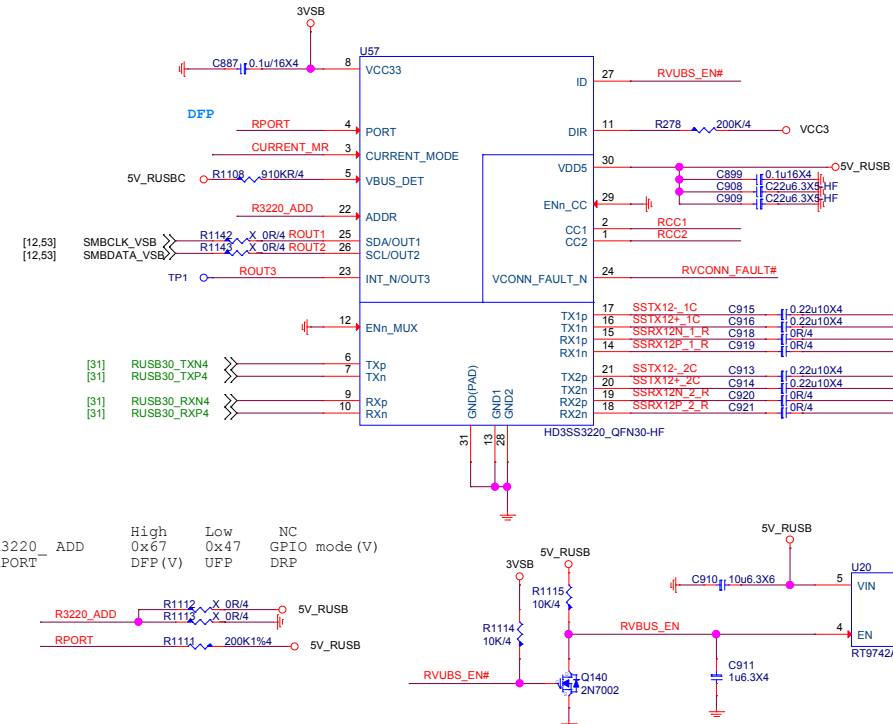 3VSB
U57
C887 0.1u/16X4 8 VCC33
ID 27 RVUBS_EN#
DFP
RPORT 4 PORT
DIR 11 R278 200K/4 VCC3
CURRENT_MR 3 CURRENT_MODE
5V_RUSBC R1108 910KR/4 5 VBUS_DET
VDD5 30 5V_RUSB
C899 0.1u16X4
C908 C22u6.3X5-HF
C909 C22u6.3X5-HF
R3220_ADD 22 ADDR
ENn_CC 29
CC1 2 RCC1
CC2 1 RCC2
[12,53] SMBCLK_VSB R1142 X_0R/4 ROUT1 25 SDA/OUT1
[12,53] SMBDATA_VSB R1143 X_0R/4 ROUT2 26 SCL/OUT2
TP1 ROUT3 23 INT_N/OUT3
VCONN_FAULT_N 24 RVCONN_FAULT#
12 ENn_MUX
TX1p 17 SSTX12-_1C C915 0.22u10X4
TX1n 16 SSTX12+_1C C916 0.22u10X4
RX1p 15 SSRX12N_1_R C918 0R/4
RX1n 14 SSRX12P_1_R C919 0R/4
[31] RUSB30_TXN4 6 TXp
[31] RUSB30_TXP4 7 TXn
TX2p 21 SSTX12-_2C C913 0.22u10X4
TX2n 20 SSTX12+_2C C914 0.22u10X4
RX2p 19 SSRX12N_2_R C920 0R/4
RX2n 18 SSRX12P_2_R C921 0R/4
[31] RUSB30_RXN4 9 RXp
[31] RUSB30_RXP4 10 RXn
GND(PAD) GND1 GND2
31 13 28
HD3SS3220_QFN30-HF
High Low NC
3220_ ADD 0x67 0x47 GPIO mode(V)
PORT DFP(V) UFP DRP
R3220_ADD R1112 X_0R/4 5V_RUSB
R1113 X_0R/4
RPORT R1111 200K1%4 5V_RUSB
3VSB
5V_RUSB
R1115
10K/4
R1114
10K/4
RVBUS_EN
RVUBS_EN#
Q140
2N7002
5V_RUSB
C910 10u6.3X6
U20
5 VIN
4 EN
RT9742A
C911
1u6.3X4